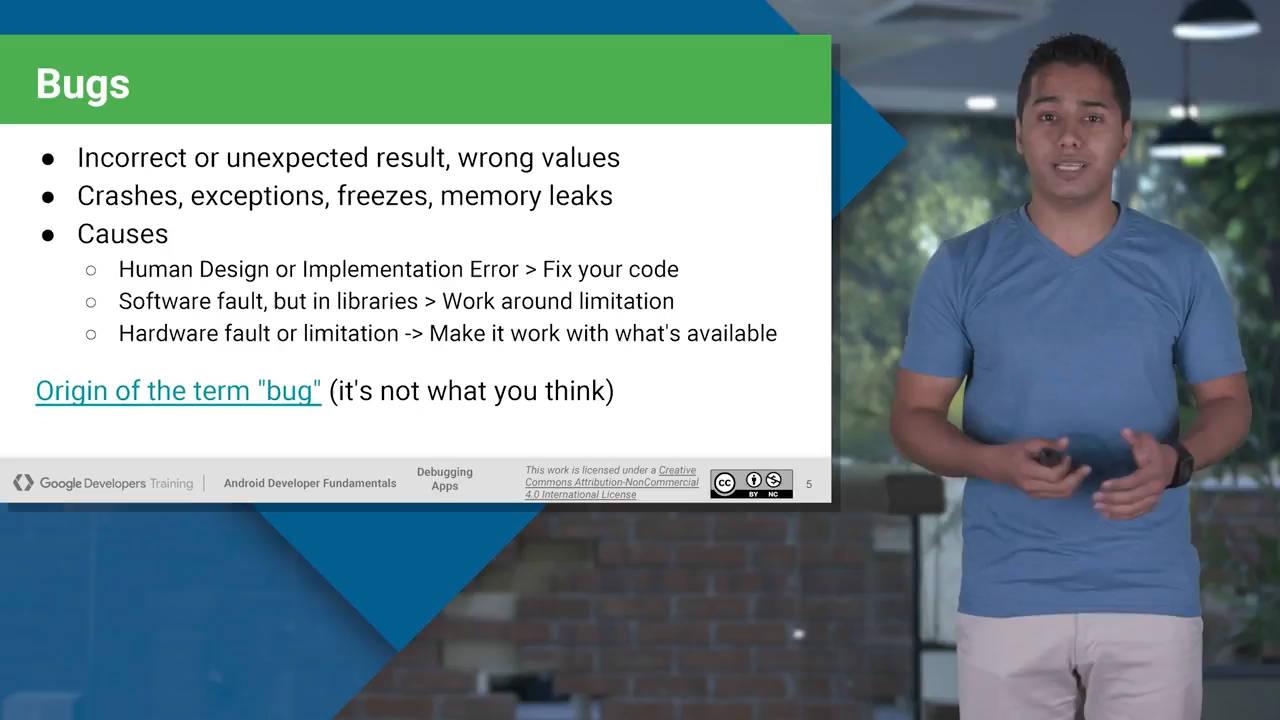 Bugs
● Incorrect or unexpected result, wrong values
● Crashes, exceptions, freezes, memory leaks
● Causes
○ Human Design or Implementation Error > Fix your code
○ Software fault, but in libraries > Work around limitation
○ Hardware fault or limitation -> Make it work with what's available
Origin of the term "bug" (it's not what you think)
Google Developers Training
Android Developer Fundamentals
Debugging
Apps
This work is licensed under a Creative
Commons Attribution-NonCommercial
4.0 International License
cc
BY NC
5